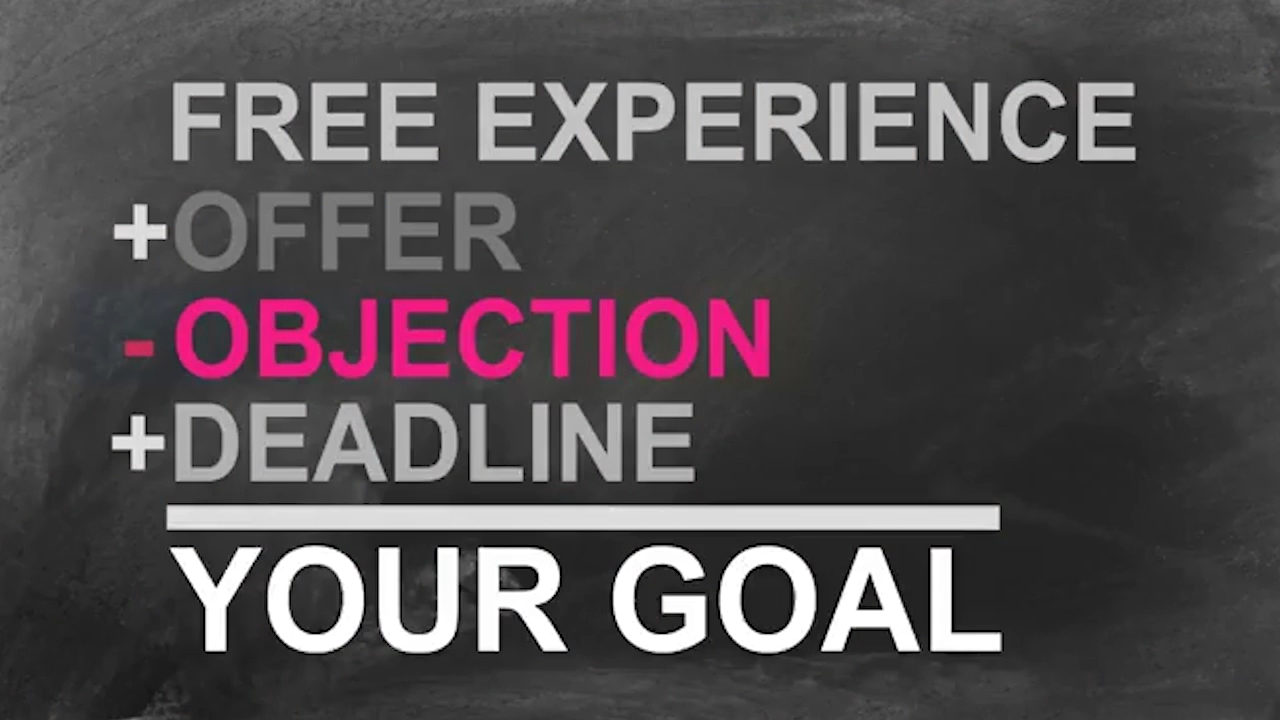 FREE EXPERIENCE
+OFFER
- OBJECTION
+DEADLINE
YOUR GOAL